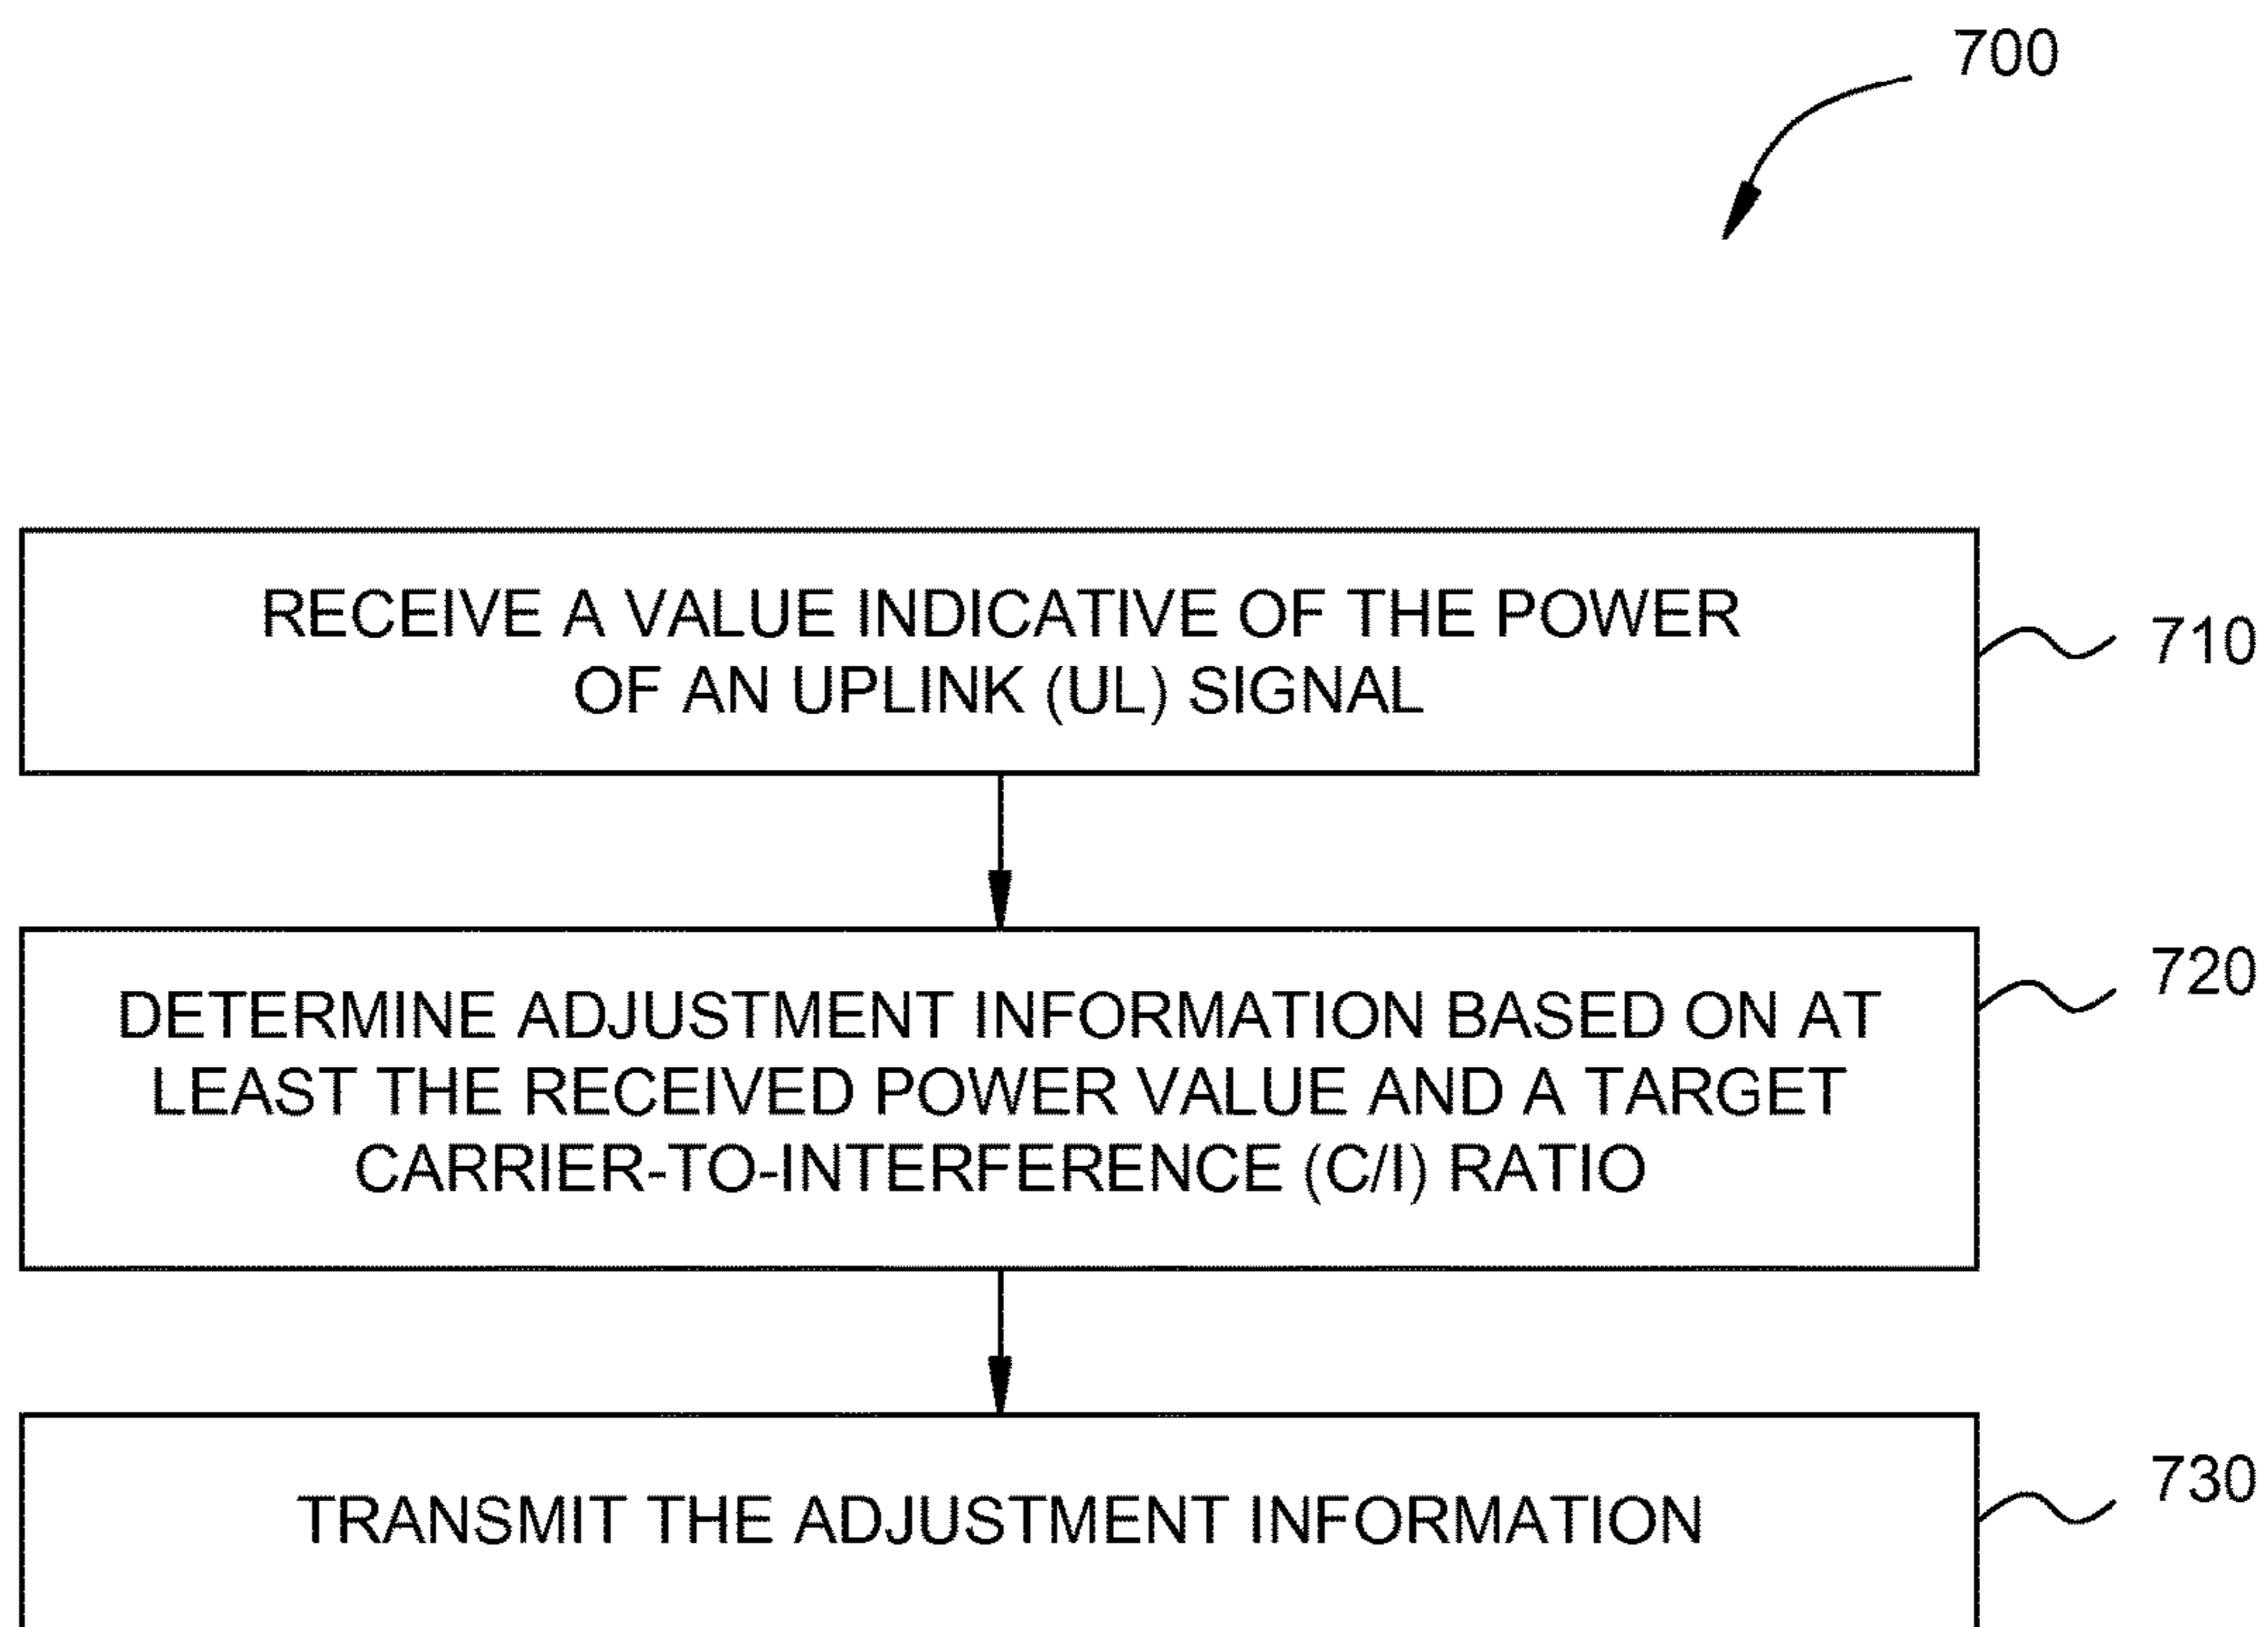 700
RECEIVE A VALUE INDICATIVE OF THE POWER
OF AN UPLINK (UL) SIGNAL
710
DETERMINE ADJUSTMENT INFORMATION BASED ON AT
LEAST THE RECEIVED POWER VALUE AND A TARGET
CARRIER-TO-INTERFERENCE (C/I) RATIO
720
TRANSMIT THE ADJUSTMENT INFORMATION
730